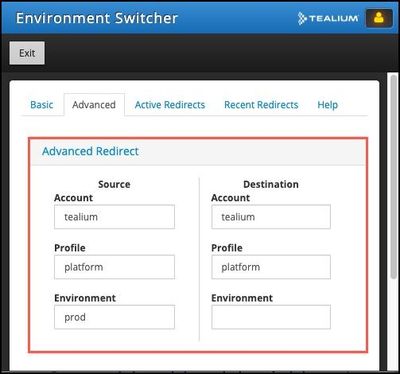 Environment Switcher
TEALIUM
Exit
Basic Advanced Active Redirects Recent Redirects Help
Advanced Redirect
Source Destination
Account Account
tealium tealium
Profile Profile
platform platform
Environment Environment
prod